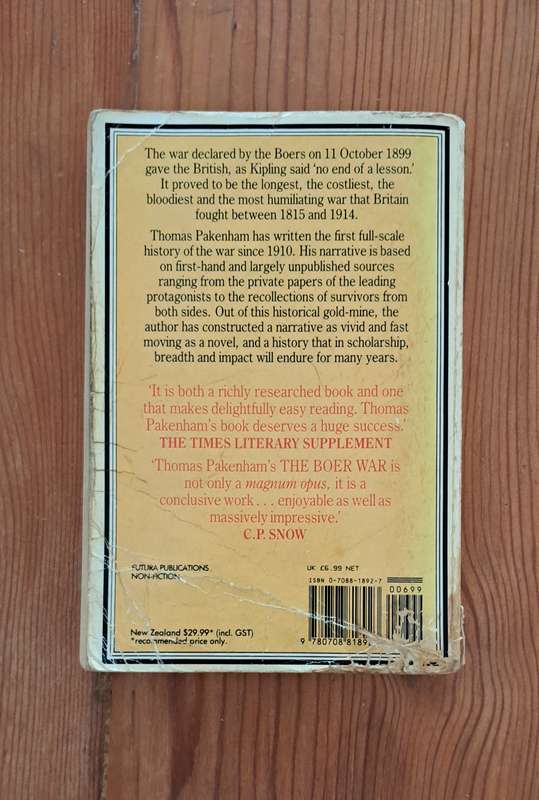 The war declared by the Boers on 11 October 1899
gave the British, as Kipling said ‘no end of a lesson.’
It proved to be the longest, the costliest, the
bloodiest and the most humiliating war that Britain
fought between 1815 and 1914.
Thomas Pakenham has written the first full-scale
history of the war since 1910. His narrative is based
on first-hand and largely unpublished sources
ranging from the private papers of the leading
protagonists to the recollections of survivors from
both sides. Out of this historical gold-mine, the
author has constructed a narrative as vivid and fast
moving as a novel, and a history that in scholarship,
breadth and impact will endure for many years.
‘It is both a richly researched book and one
that makes delightfully easy reading. Thomas
Pakenham's book deserves a huge success.’
THE TIMES LITERARY SUPPLEMENT
‘Thomas Pakenham's THE BOER WAR is
not only a magnum opus, it is a
conclusive work . . . enjoyable as well as
massively impressive.’
C.P. SNOW
FUTURA PUBLICATIONS
NON-FICTION
UK £6.99 NET
ISBN 0-7088-1892-7
00699
New Zealand $29.99* (incl. GST)
*recommended price only.
9 780708 8189